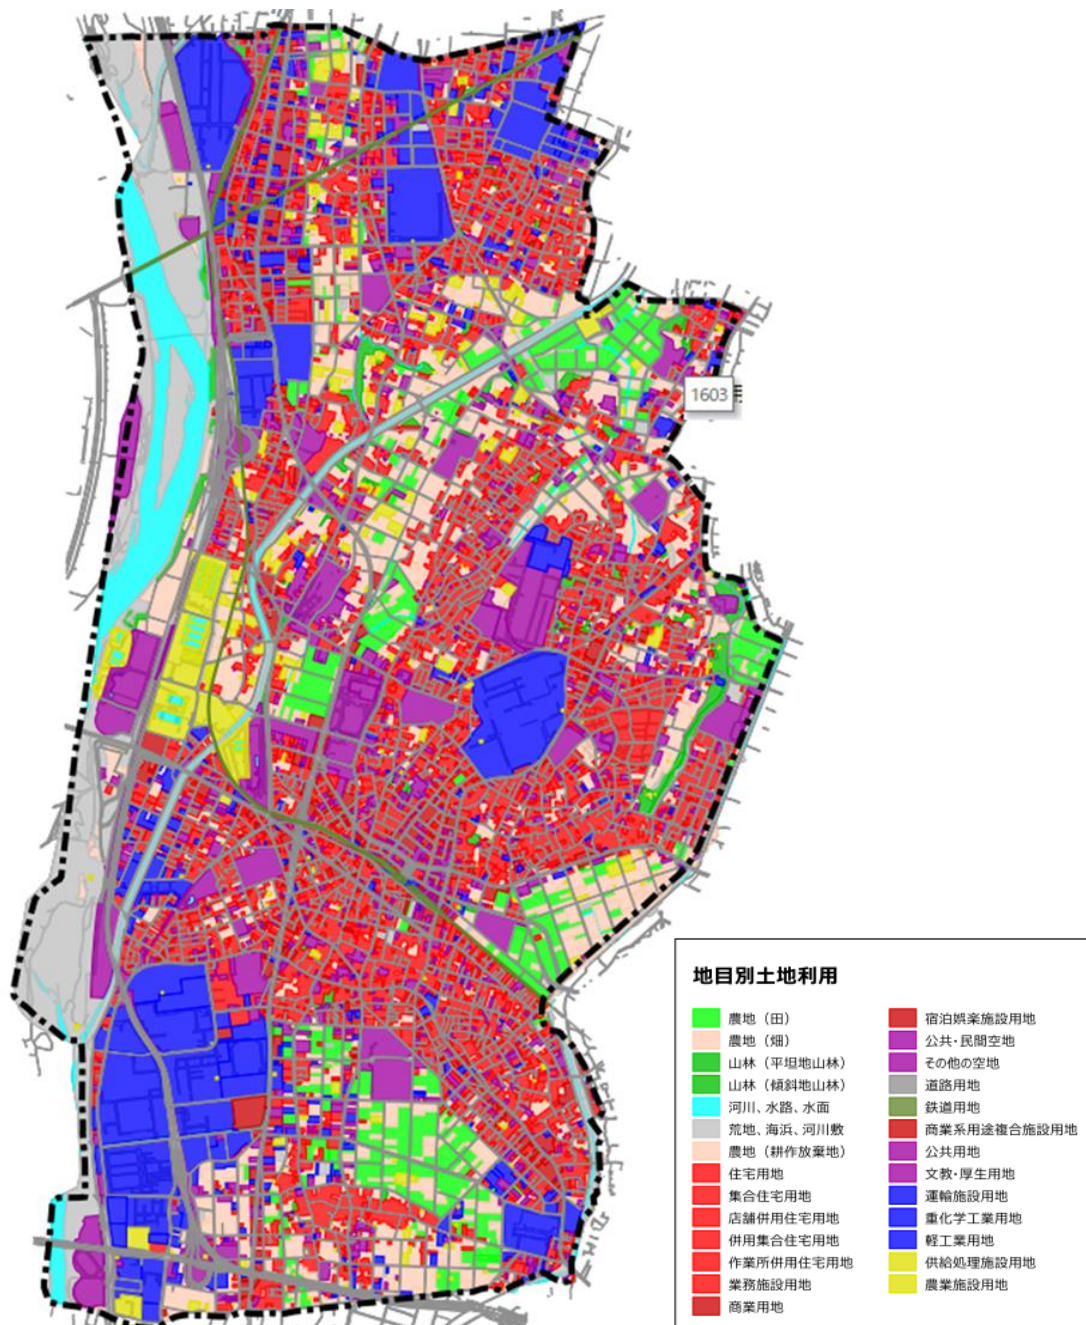 1603
地目別土地利用
農地（田）
農地（畑）
山林（平坦地山林）
山林（傾斜地山林）
河川、水路、水面
荒地、海浜、河川敷
農地（耕作放棄地）
住宅用地
集合住宅用地
店舗併用住宅用地
併用集合住宅用地
作業所併用住宅用地
業務施設用地
商業用地
宿泊娯楽施設用地
公共・民間空地
その他の空地
道路用地
鉄道用地
商業系用途複合施設用地
公共用地
文教・厚生用地
運輸施設用地
重化学工業用地
軽工業用地
供給処理施設用地
農業施設用地